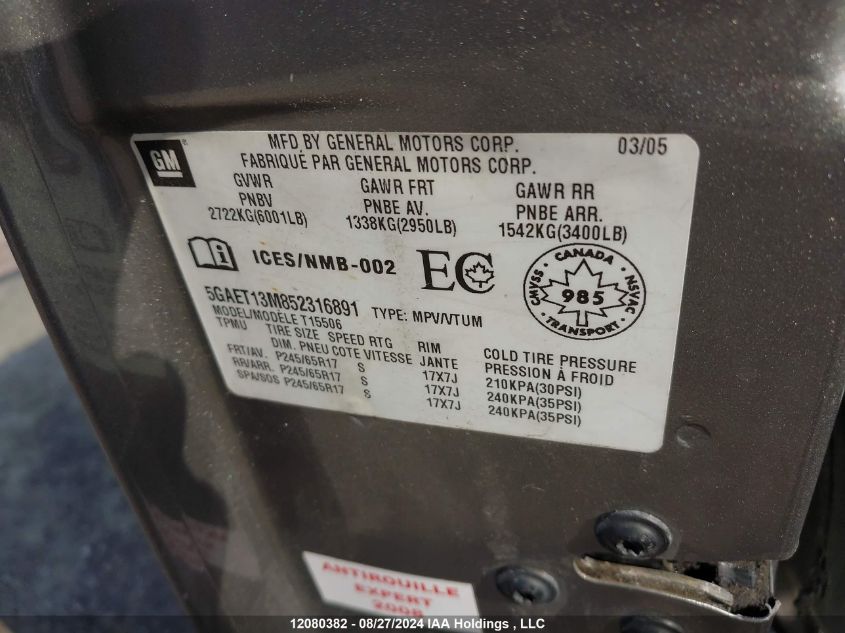 GM
MFD BY GENERAL MOTORS CORP. 03/05
FABRIQUÉ PAR GENERAL MOTORS CORP.
GVWR GAWR FRT GAWR RR
PNBV PNBE AV. PNBE ARR.
2722KG(6001LB) 1338KG(2950LB) 1542KG(3400LB)
ICES/NMB-002 EC
CANADA
CMVSS 985 NSVAC
TRANSPORT
5GAET13M852316891 TYPE: MPV/VTUM
MODEL/MODÈLE T15506
TPMU TIRE SIZE SPEED RTG RIM COLD TIRE PRESSURE
DIM. PNEU COTE VITESSE JANTE PRESSION À FROID
FRT/AV. P245/65R17 S 17X7J 210KPA(30PSI)
RR/ARR. P245/65R17 S 17X7J 240KPA(35PSI)
SPA/SOS P245/65R17 S 17X7J 240KPA(35PSI)
ANTIROUILLE
EXPERT
2008
12080382 - 08/27/2024 IAA Holdings , LLC